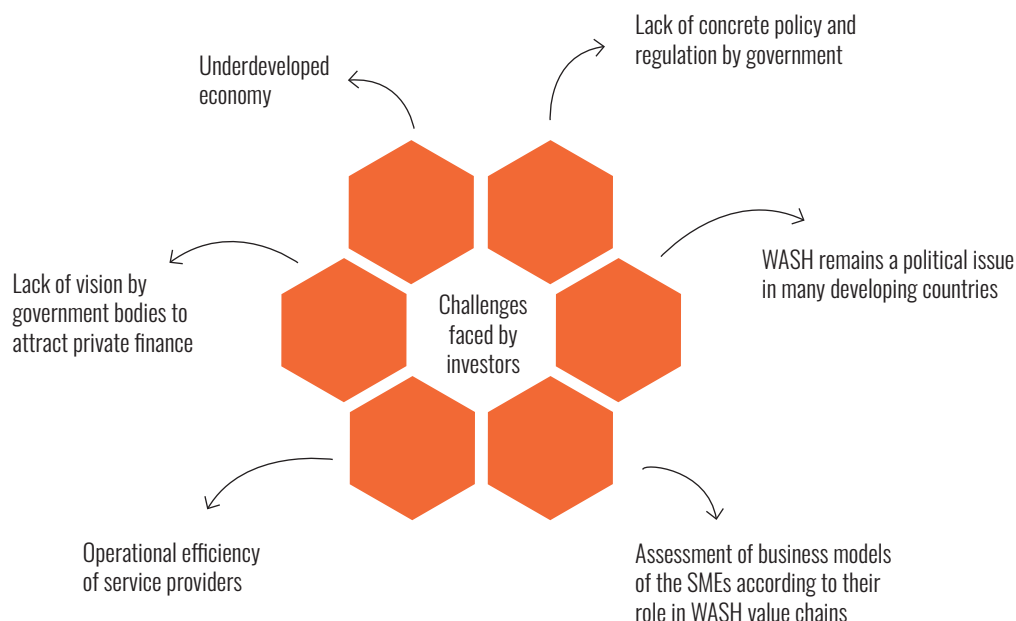 Lack of concrete policy and
regulation by government
Underdeveloped
economy
WASH remains a political issue
in many developing countries
Lack of vision by
government bodies to
attract private finance
Challenges
faced by
investors
Operational efficiency
of service providers
Assessment of business models
of the SMEs according to their
role in WASH value chains